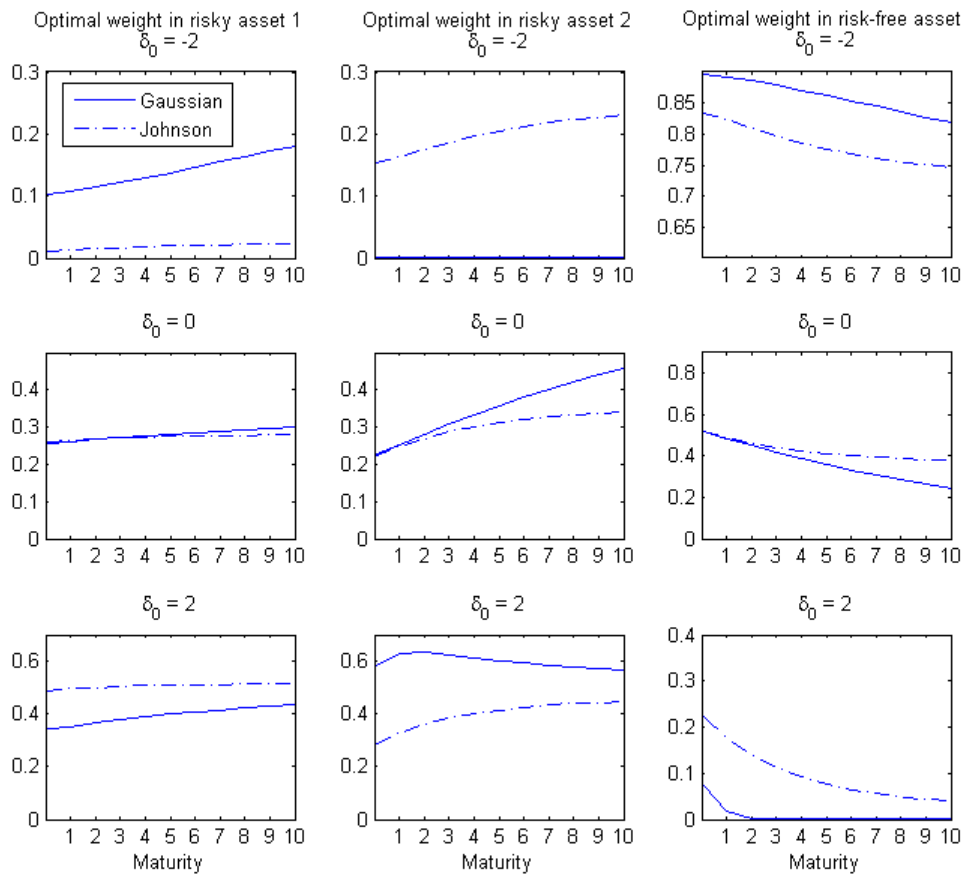 Optimal weight in risky asset 1
δ0 = -2
Optimal weight in risky asset 2
δ0 = -2
Optimal weight in risk-free asset
δ0 = -2
0.3
0.2
0.1
0
Gaussian
Johnson
1 2 3 4 5 6 7 8 9 10
0.3
0.2
0.1
0
1 2 3 4 5 6 7 8 9 10
0.85
0.75
0.65
1 2 3 4 5 6 7 8 9 10
δ0 = 0
0.4
0.3
0.2
0.1
0
1 2 3 4 5 6 7 8 9 10
δ0 = 0
0.4
0.3
0.2
0.1
0
1 2 3 4 5 6 7 8 9 10
δ0 = 0
0.8
0.6
0.4
0.2
0
1 2 3 4 5 6 7 8 9 10
δ0 = 2
0.6
0.4
0.2
0
1 2 3 4 5 6 7 8 9 10
Maturity
δ0 = 2
0.6
0.4
0.2
0
1 2 3 4 5 6 7 8 9 10
Maturity
δ0 = 2
0.4
0.3
0.2
0.1
0
1 2 3 4 5 6 7 8 9 10
Maturity